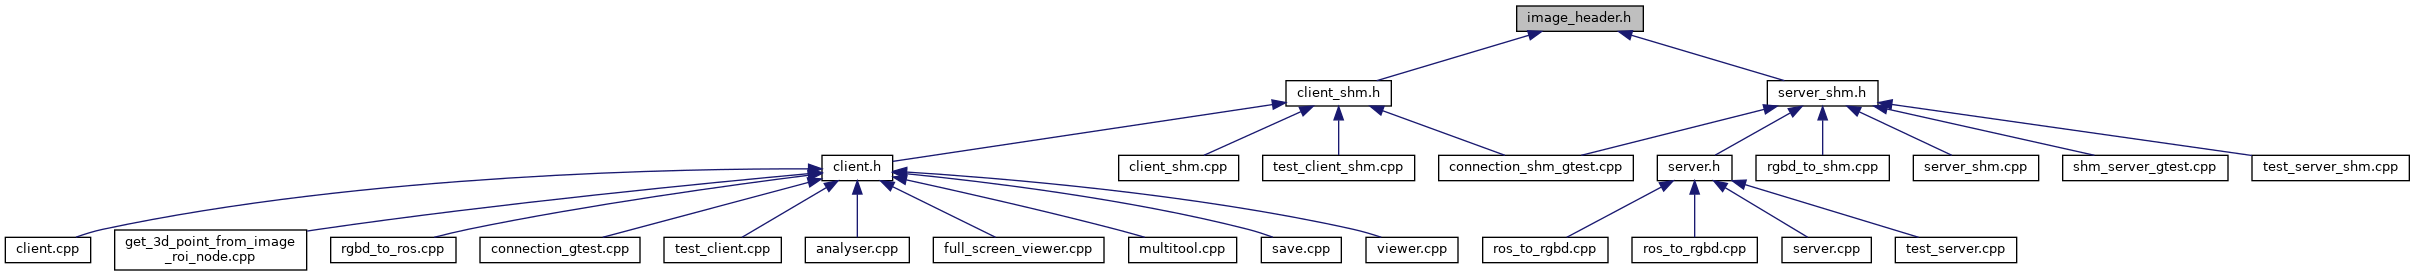 image_header.h
client_shm.h
server_shm.h
client.h
client_shm.cpp
test_client_shm.cpp
connection_shm_gtest.cpp
server.h
rgbd_to_shm.cpp
server_shm.cpp
shm_server_gtest.cpp
test_server_shm.cpp
client.cpp
get_3d_point_from_image
_roi_node.cpp
rgbd_to_ros.cpp
connection_gtest.cpp
test_client.cpp
analyser.cpp
full_screen_viewer.cpp
multitool.cpp
save.cpp
viewer.cpp
ros_to_rgbd.cpp
ros_to_rgbd.cpp
server.cpp
test_server.cpp